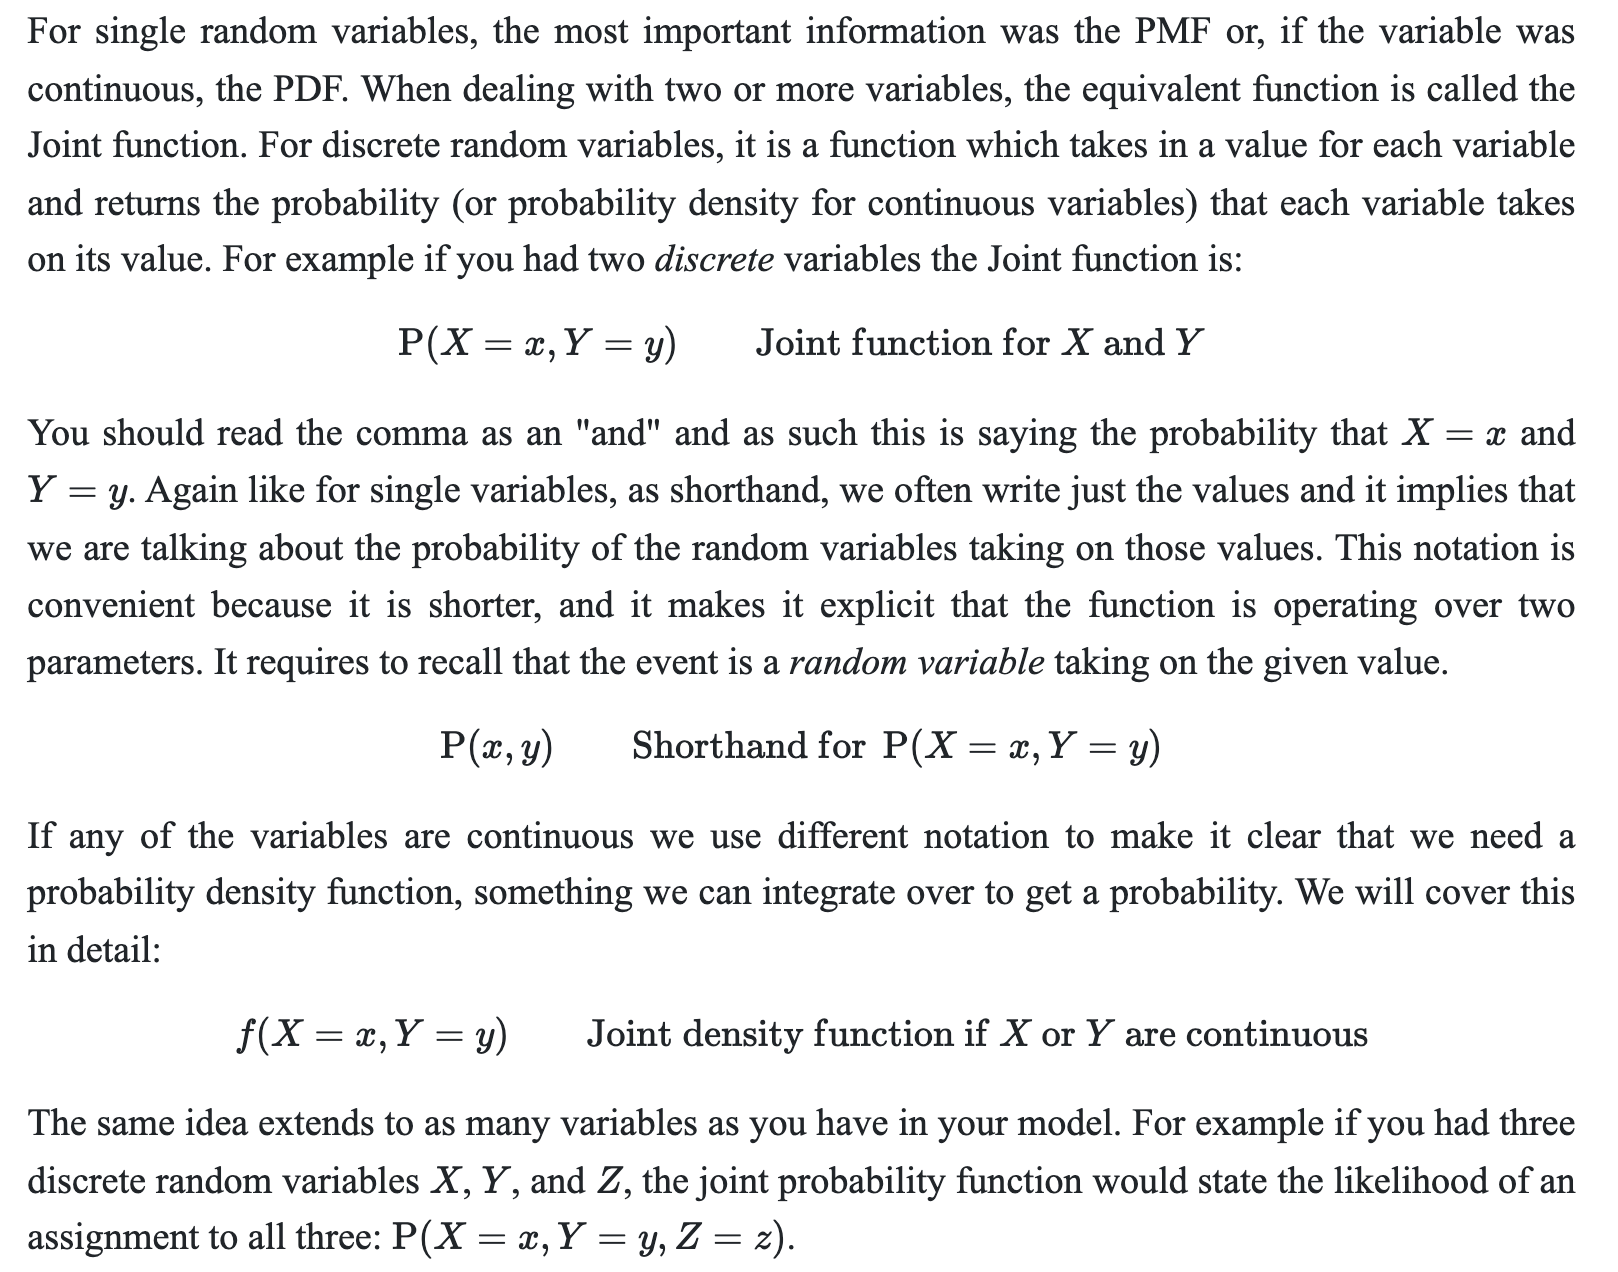 For single random variables, the most important information was the PMF or, if the variable was
continuous, the PDF. When dealing with two or more variables, the equivalent function is called the
Joint function. For discrete random variables, it is a function which takes in a value for each variable
and returns the probability (or probability density for continuous variables) that each variable takes
on its value. For example if you had two discrete variables the Joint function is:
P(X = x, Y = y) Joint function for X and Y
You should read the comma as an "and" and as such this is saying the probability that X = x and
Y = y. Again like for single variables, as shorthand, we often write just the values and it implies that
we are talking about the probability of the random variables taking on those values. This notation is
convenient because it is shorter, and it makes it explicit that the function is operating over two
parameters. It requires to recall that the event is a random variable taking on the given value.
P(x, y) Shorthand for P(X = x, Y = y)
If any of the variables are continuous we use different notation to make it clear that we need a
probability density function, something we can integrate over to get a probability. We will cover this
in detail:
f(X = x, Y = y) Joint density function if X or Y are continuous
The same idea extends to as many variables as you have in your model. For example if you had three
discrete random variables X, Y, and Z, the joint probability function would state the likelihood of an
assignment to all three: P(X = x, Y = y, Z = z).